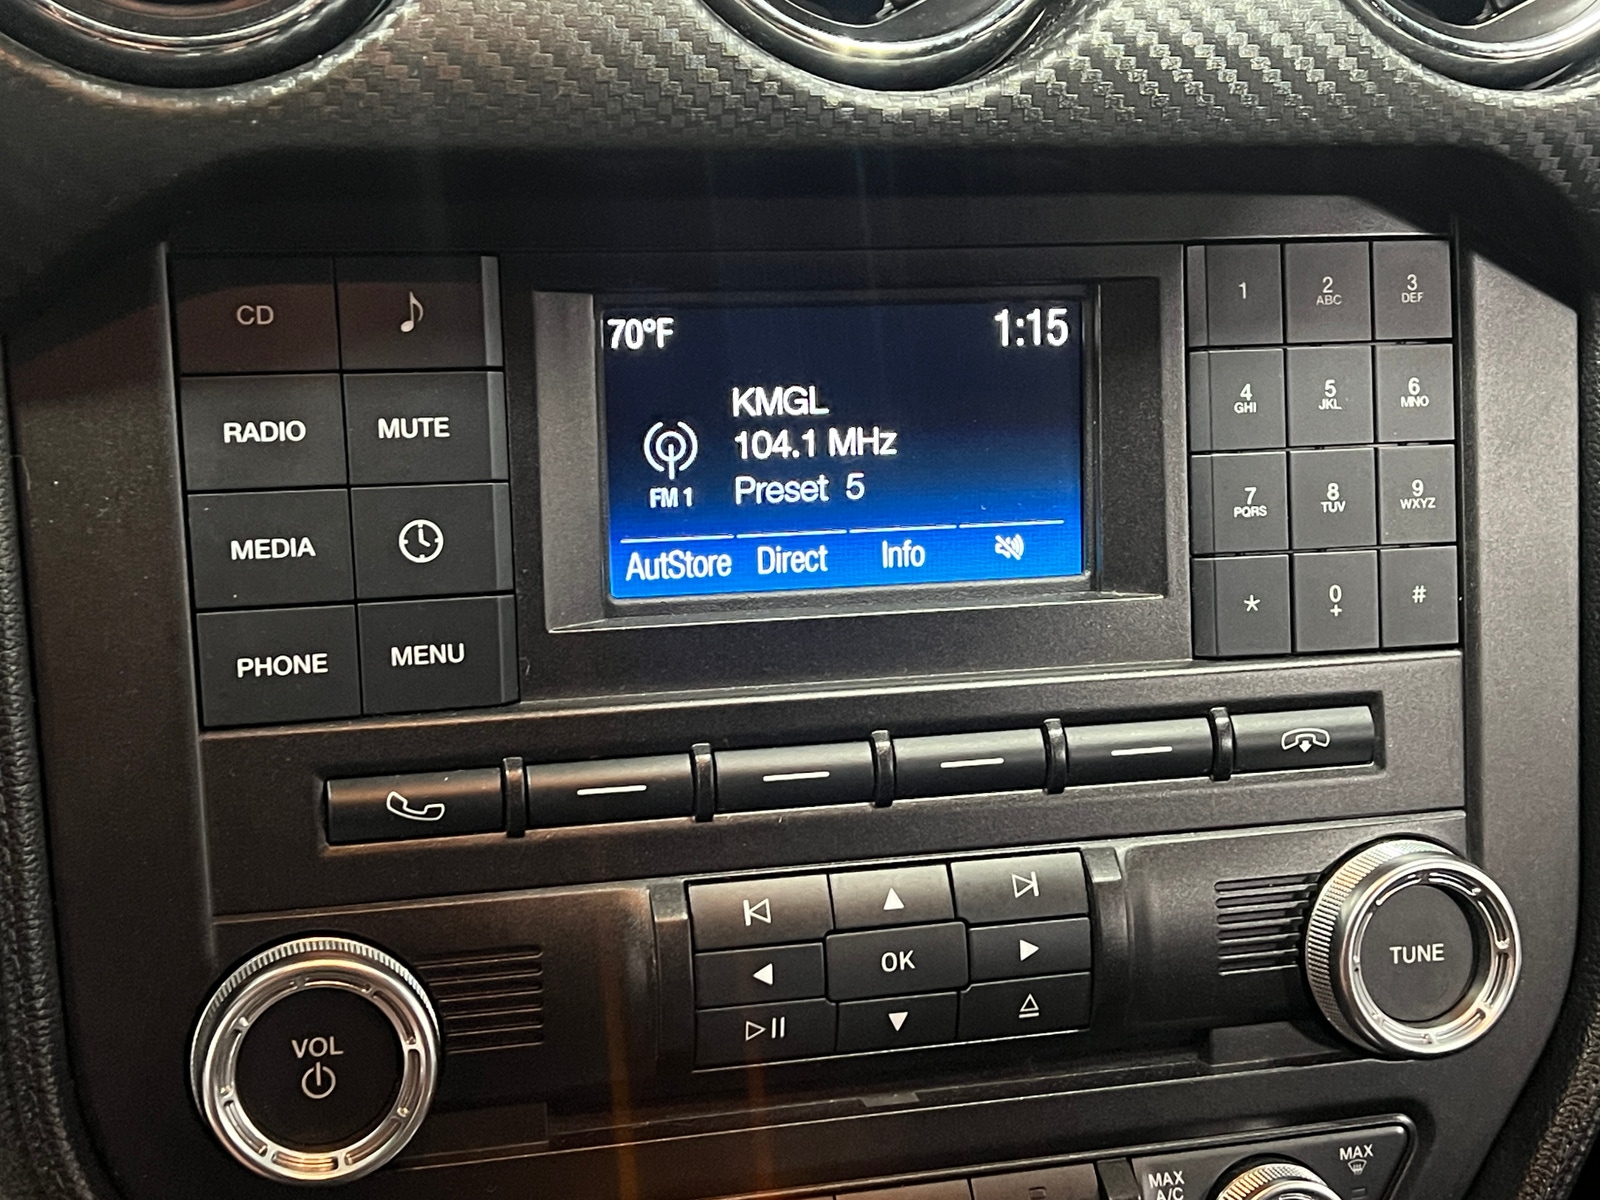 70°F 1:15
KMGL
104.1 MHz
FM 1 Preset 5
AutStore Direct Info
CD
RADIO MUTE
MEDIA
PHONE MENU
1 2 ABC 3 DEF
4 GHI 5 JKL 6 MNO
7 PQRS 8 TUV 9 WXYZ
* 0 + #
OK
VOL
TUNE
MAX A/C
MAX